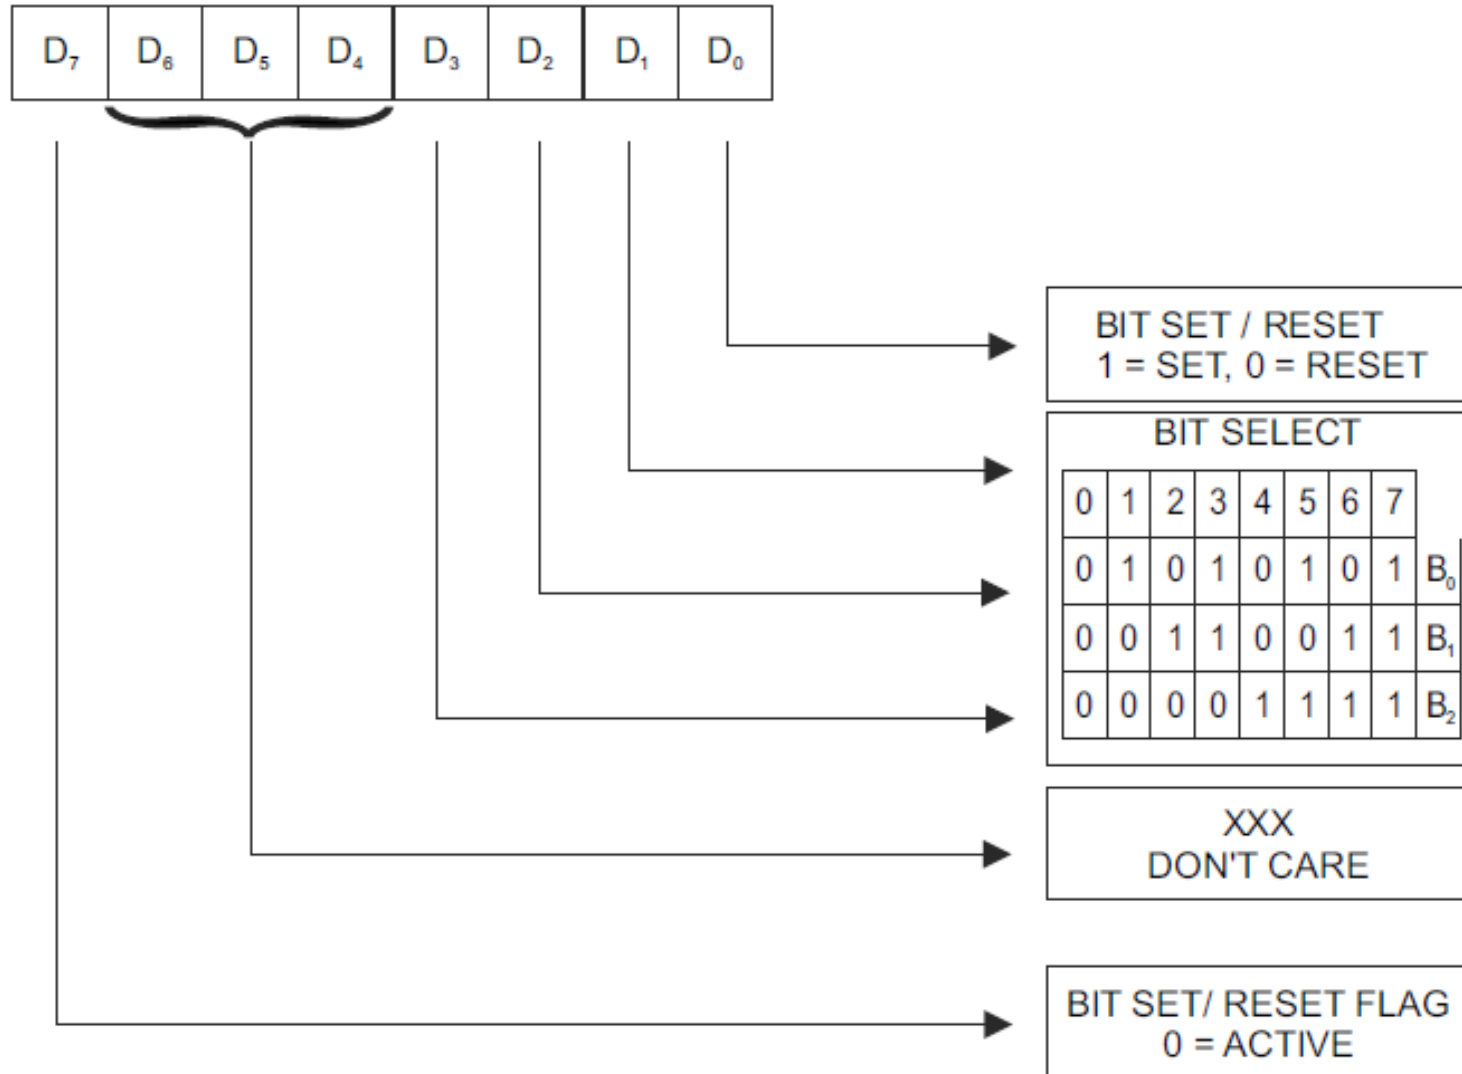 D₇ D₆ D₅ D₄ D₃ D₂ D₁ D₀
BIT SET / RESET
1 = SET, 0 = RESET
BIT SELECT
0 1 2 3 4 5 6 7
0 1 0 1 0 1 0 1 B₀
0 0 1 1 0 0 1 1 B₁
0 0 0 0 1 1 1 1 B₂
XXX
DON'T CARE
BIT SET/ RESET FLAG
0 = ACTIVE